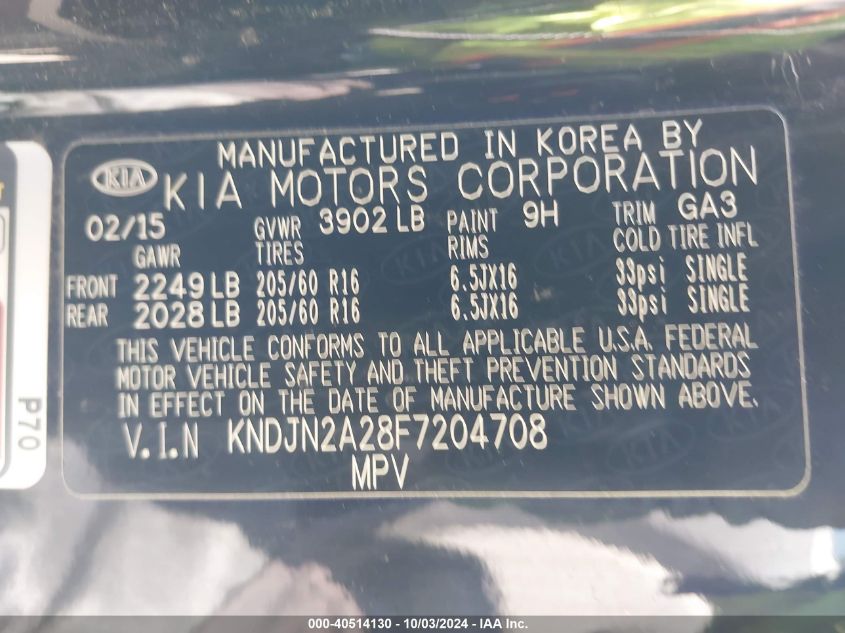 MANUFACTURED IN KOREA BY
KIA KIA MOTORS CORPORATION
02/15 GVWR 3902 LB PAINT 9H TRIM GA3
GAWR TIRES RIMS COLD TIRE INFL
FRONT 2249 LB 205/60 R16 6.5JX16 33psi SINGLE
REAR 2028 LB 205/60 R16 6.5JX16 33psi SINGLE
THIS VEHICLE CONFORMS TO ALL APPLICABLE U.S.A. FEDERAL
MOTOR VEHICLE SAFETY AND THEFT PREVENTION STANDARDS
IN EFFECT ON THE DATE OF MANUFACTURE SHOWN ABOVE.
V.I.N KNDJN2A28F7204708
MPV
P70
000-40514130 - 10/03/2024 - IAA Inc.